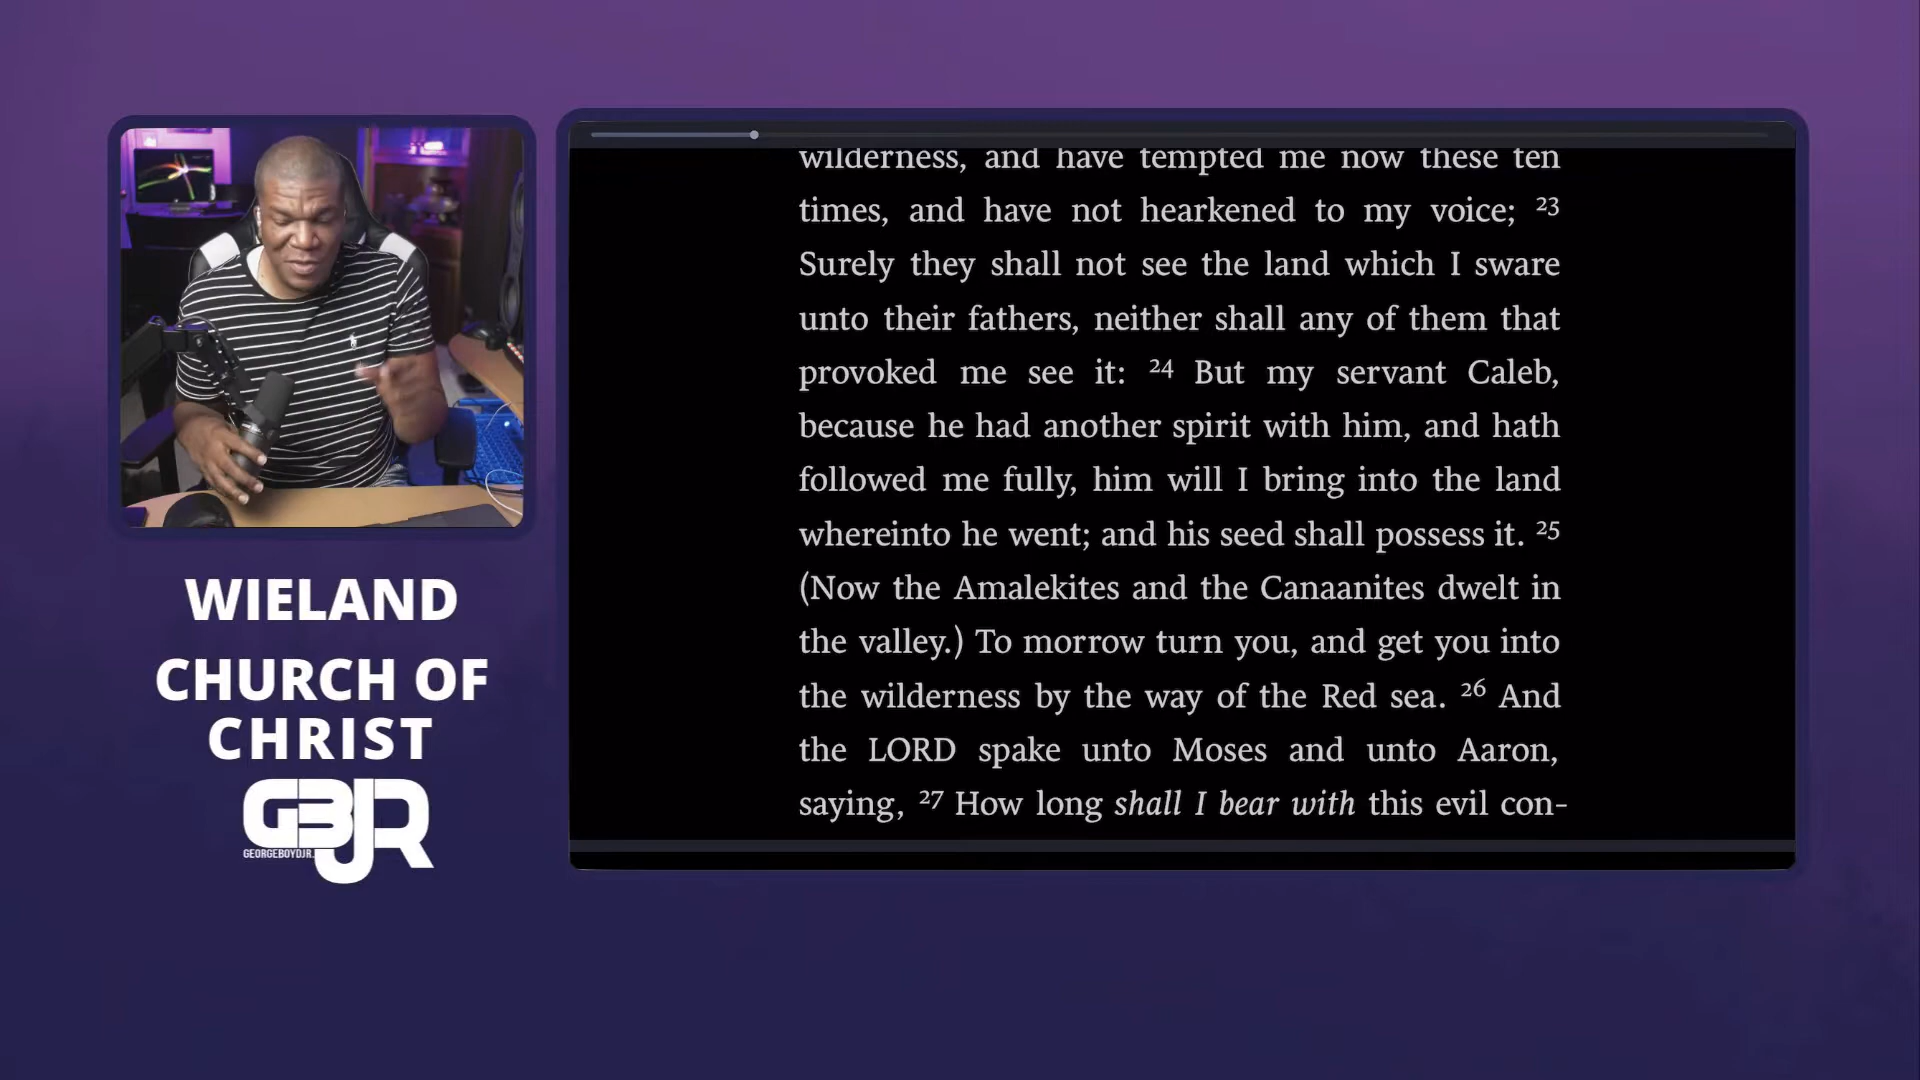 WIELAND
CHURCH OF
CHRIST
GBJR
GEORGEBOYDJR.
wilderness, and have tempted me now these ten
times, and have not hearkened to my voice; 23
Surely they shall not see the land which I sware
unto their fathers, neither shall any of them that
provoked me see it: 24 But my servant Caleb,
because he had another spirit with him, and hath
followed me fully, him will I bring into the land
whereinto he went; and his seed shall possess it. 25
(Now the Amalekites and the Canaanites dwelt in
the valley.) To morrow turn you, and get you into
the wilderness by the way of the Red sea. 26 And
the LORD spake unto Moses and unto Aaron,
saying, 27 How long shall I bear with this evil con-